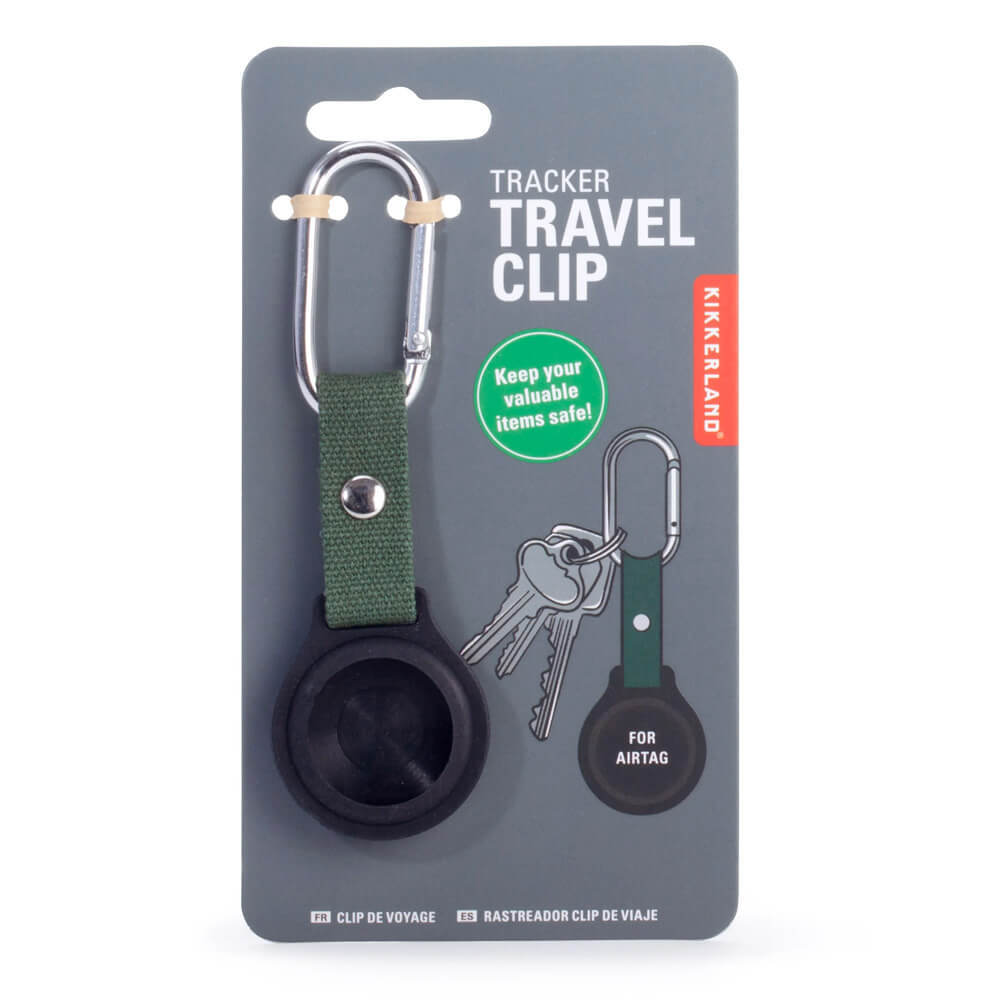 TRACKER
TRAVEL
CLIP
KIKKERLAND®
Keep your
valuable
items safe!
FOR
AIRTAG
FR CLIP DE VOYAGE ES RASTREADOR CLIP DE VIAJE